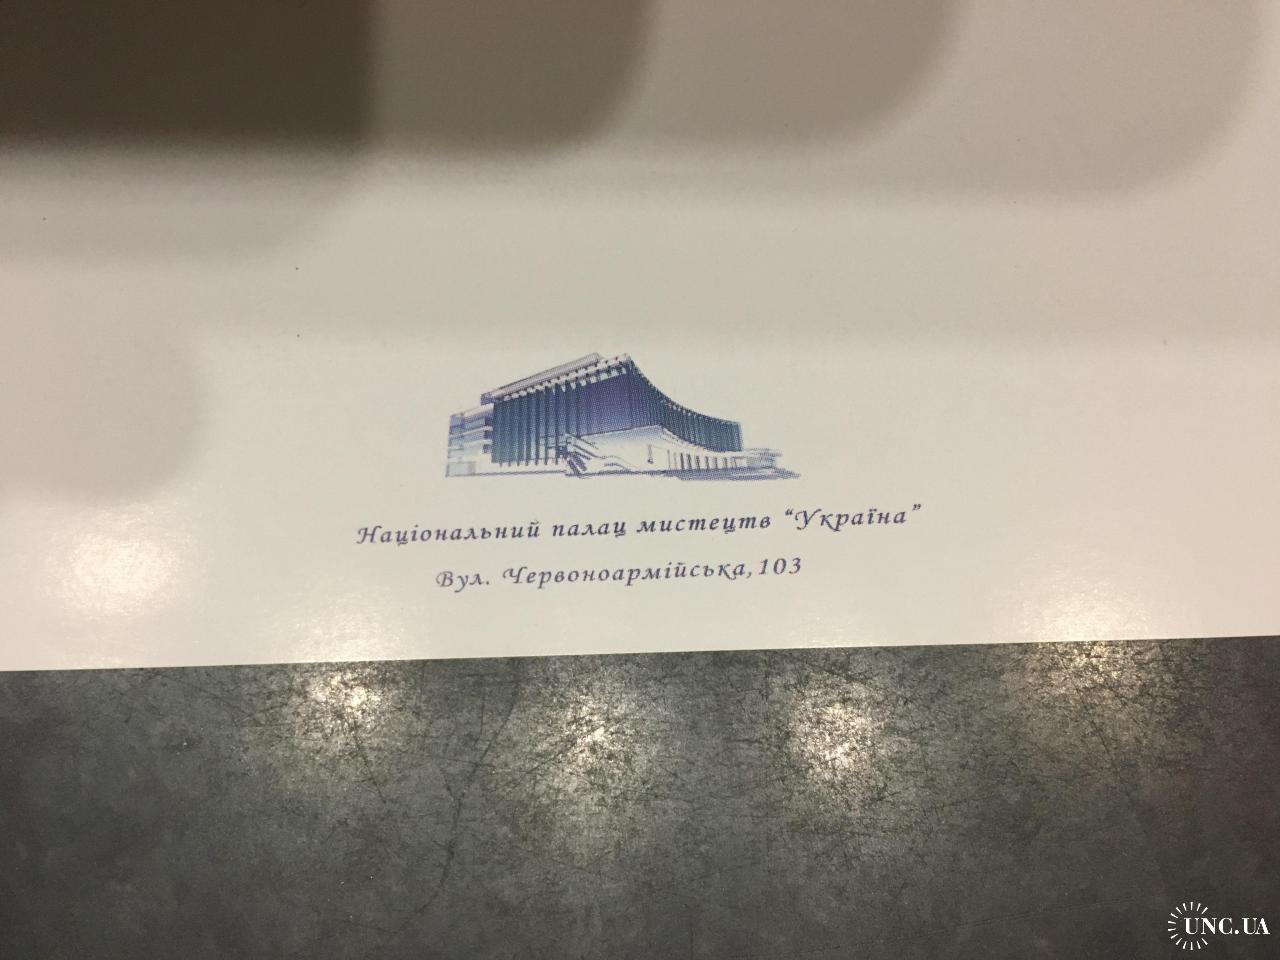 Національний палац мистецтв “Україна”
Вул. Червоноармійська,103
UNC.UA